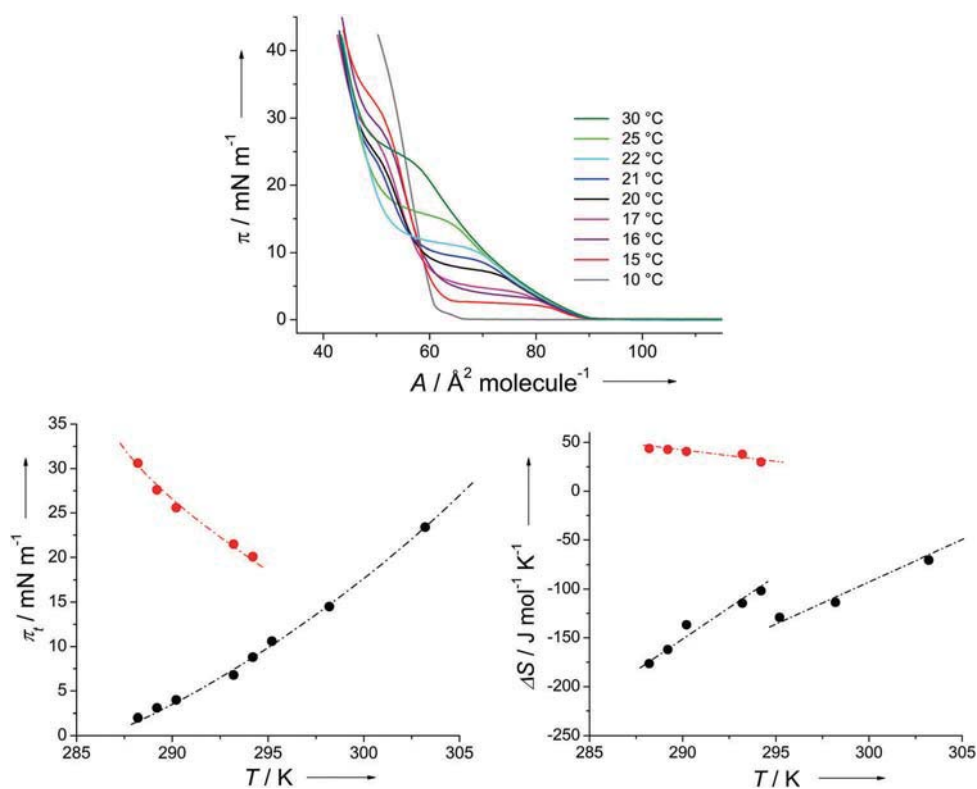 40
30
20
10
0
π / mN m⁻¹
40
60
80
100
A / Å² molecule⁻¹
30 °C
25 °C
22 °C
21 °C
20 °C
17 °C
16 °C
15 °C
10 °C
35
30
25
20
15
10
5
0
πₜ / mN m⁻¹
285
290
295
300
305
T / K
50
0
-50
-100
-150
-200
-250
ΔS / J mol⁻¹ K⁻¹
285
290
295
300
305
T / K